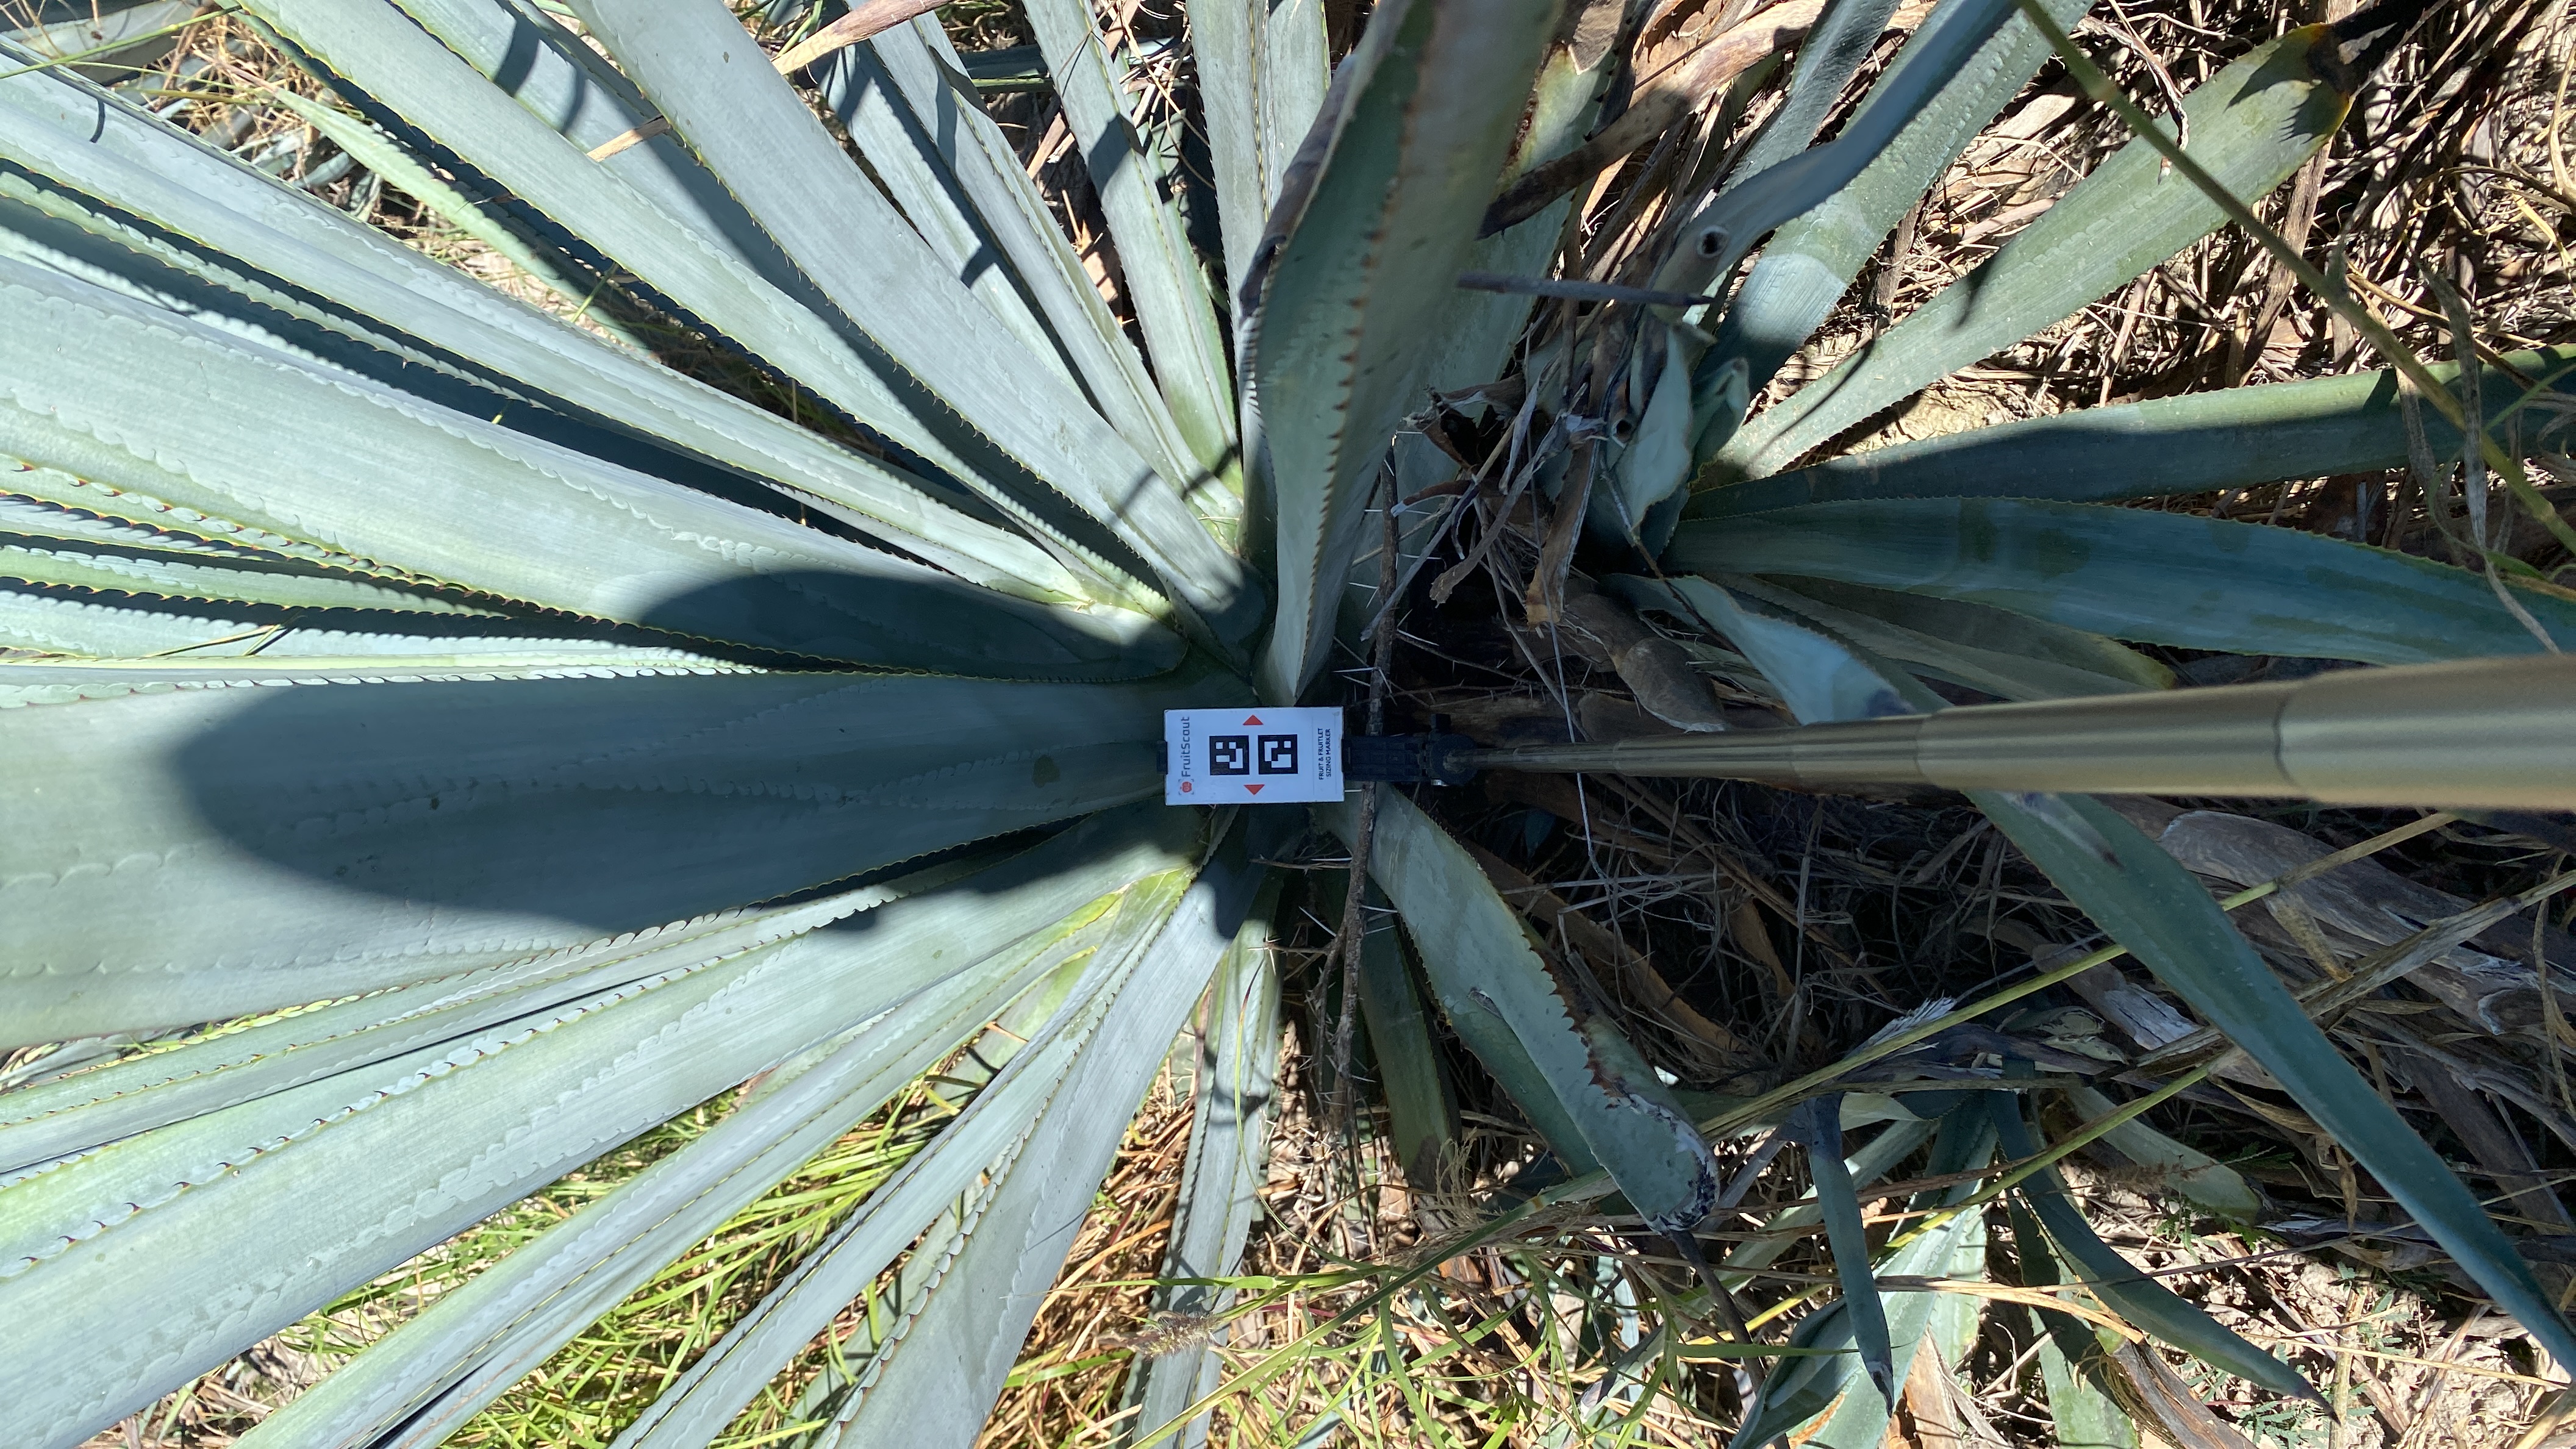 FruitScout
FRUIT & FRUITLET
SIZING MARKER